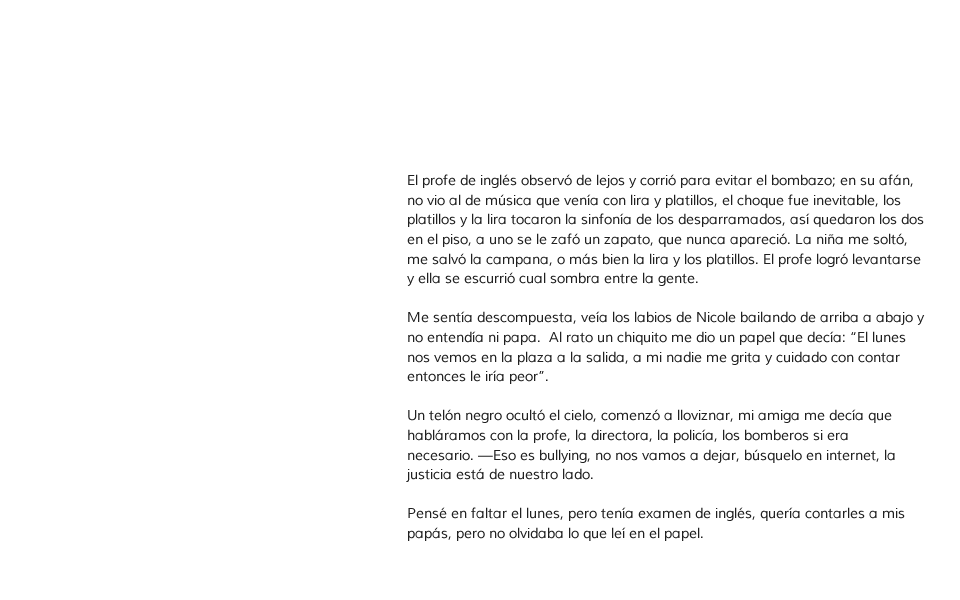 El profe de inglés observó de lejos y corrió para evitar el bombazo; en su afán,
no vio al de música que venía con lira y platillos, el choque fue inevitable, los
platillos y la lira tocaron la sinfonía de los desparramados, así quedaron los dos
en el piso, a uno se le zafó un zapato, que nunca apareció. La niña me soltó,
me salvó la campana, o más bien la lira y los platillos. El profe logró levantarse
y ella se escurrió cual sombra entre la gente.
Me sentía descompuesta, veía los labios de Nicole bailando de arriba a abajo y
no entendía ni papa.  Al rato un chiquito me dio un papel que decía: “El lunes
nos vemos en la plaza a la salida, a mi nadie me grita y cuidado con contar
entonces le iría peor”.
Un telón negro ocultó el cielo, comenzó a lloviznar, mi amiga me decía que
habláramos con la profe, la directora, la policía, los bomberos si era
necesario. —Eso es bullying, no nos vamos a dejar, búsquelo en internet, la
justicia está de nuestro lado.
Pensé en faltar el lunes, pero tenía examen de inglés, quería contarles a mis
papás, pero no olvidaba lo que leí en el papel.